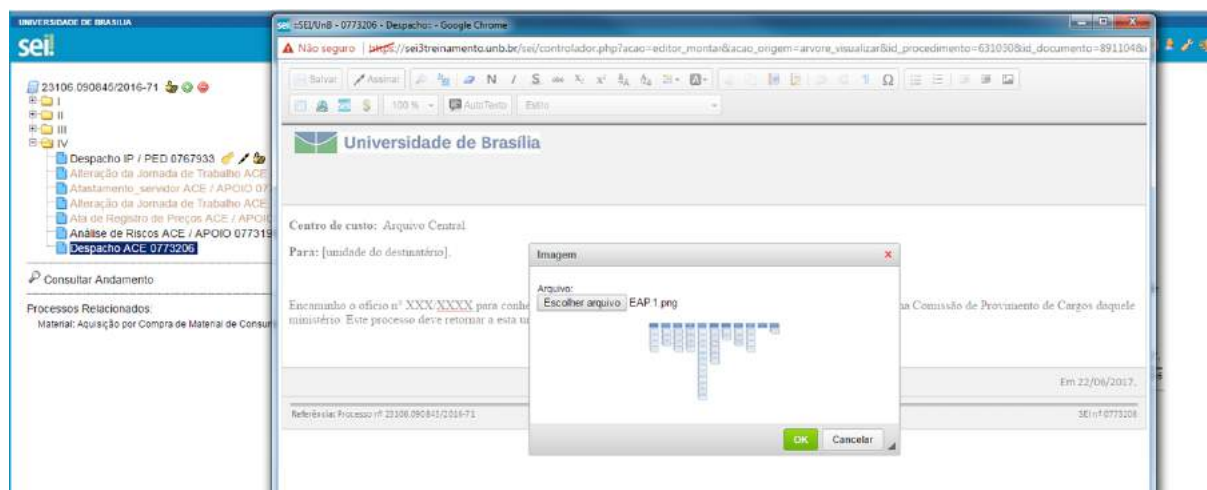 UNIVERSIDADE DE BRASILIA
sei!
23106.090845/2016-71
I
II
III
IV
Despacho IP / PED 0767933
Alteração da Jornada de Trabalho ACE
Afastamento_servidor ACE / APOIO 07
Alteração da Jornada de Trabalho ACE
Ata de Registro de Preços ACE / APOIO
Análise de Riscos ACE / APOIO 077319
Despacho ACE 0773206
Consultar Andamento
Processos Relacionados:
Material: Aquisição por Compra de Material de Consum
sei ::SEI/UnB - 0773206 - Despacho:: - Google Chrome
Não seguro | https://sei3treinamento.unb.br/sei/controlador.php?acao=editor_montar&acao_origem=arvore_visualizar&id_procedimento=631030&id_documento=891104&i
Salvar Assinar N I S abc
100 % AutoTexto Estilo
Universidade de Brasília
Centro de custo: Arquivo Central
Para: [unidade do destinatário].
Encaminho o ofício nº XXX/XXXX para conhe na Comissão de Provimento de Cargos daquele
ministério. Este processo deve retornar a esta un
Imagem
Arquivo:
Escolher arquivo EAP 1.png
OK Cancelar
Em 22/06/2017.
Referência: Processo nº 23106.090845/2016-71 SEI nº 0773206